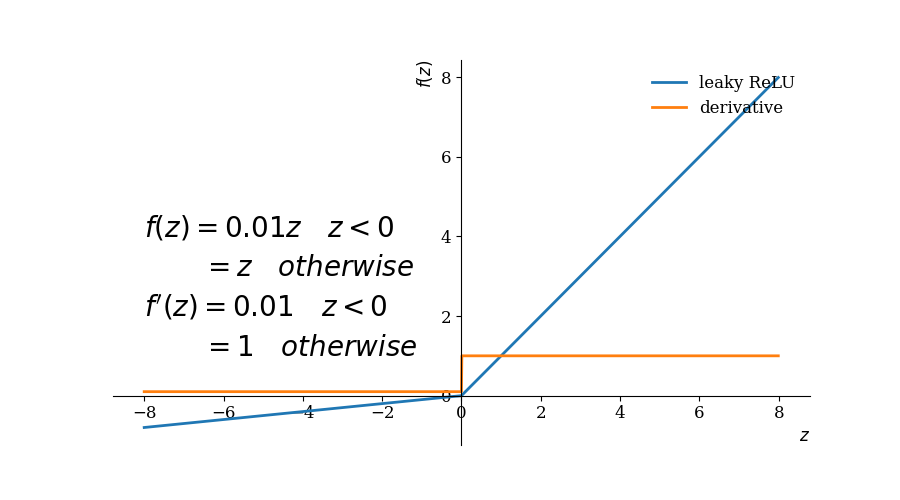 f(z)
8
leaky ReLU
derivative
6
4
f(z) = 0.01z z < 0
= z otherwise
f′(z) = 0.01 z < 0
2
= 1 otherwise
0
−8 −6 −4 −2 0 2 4 6 8
z